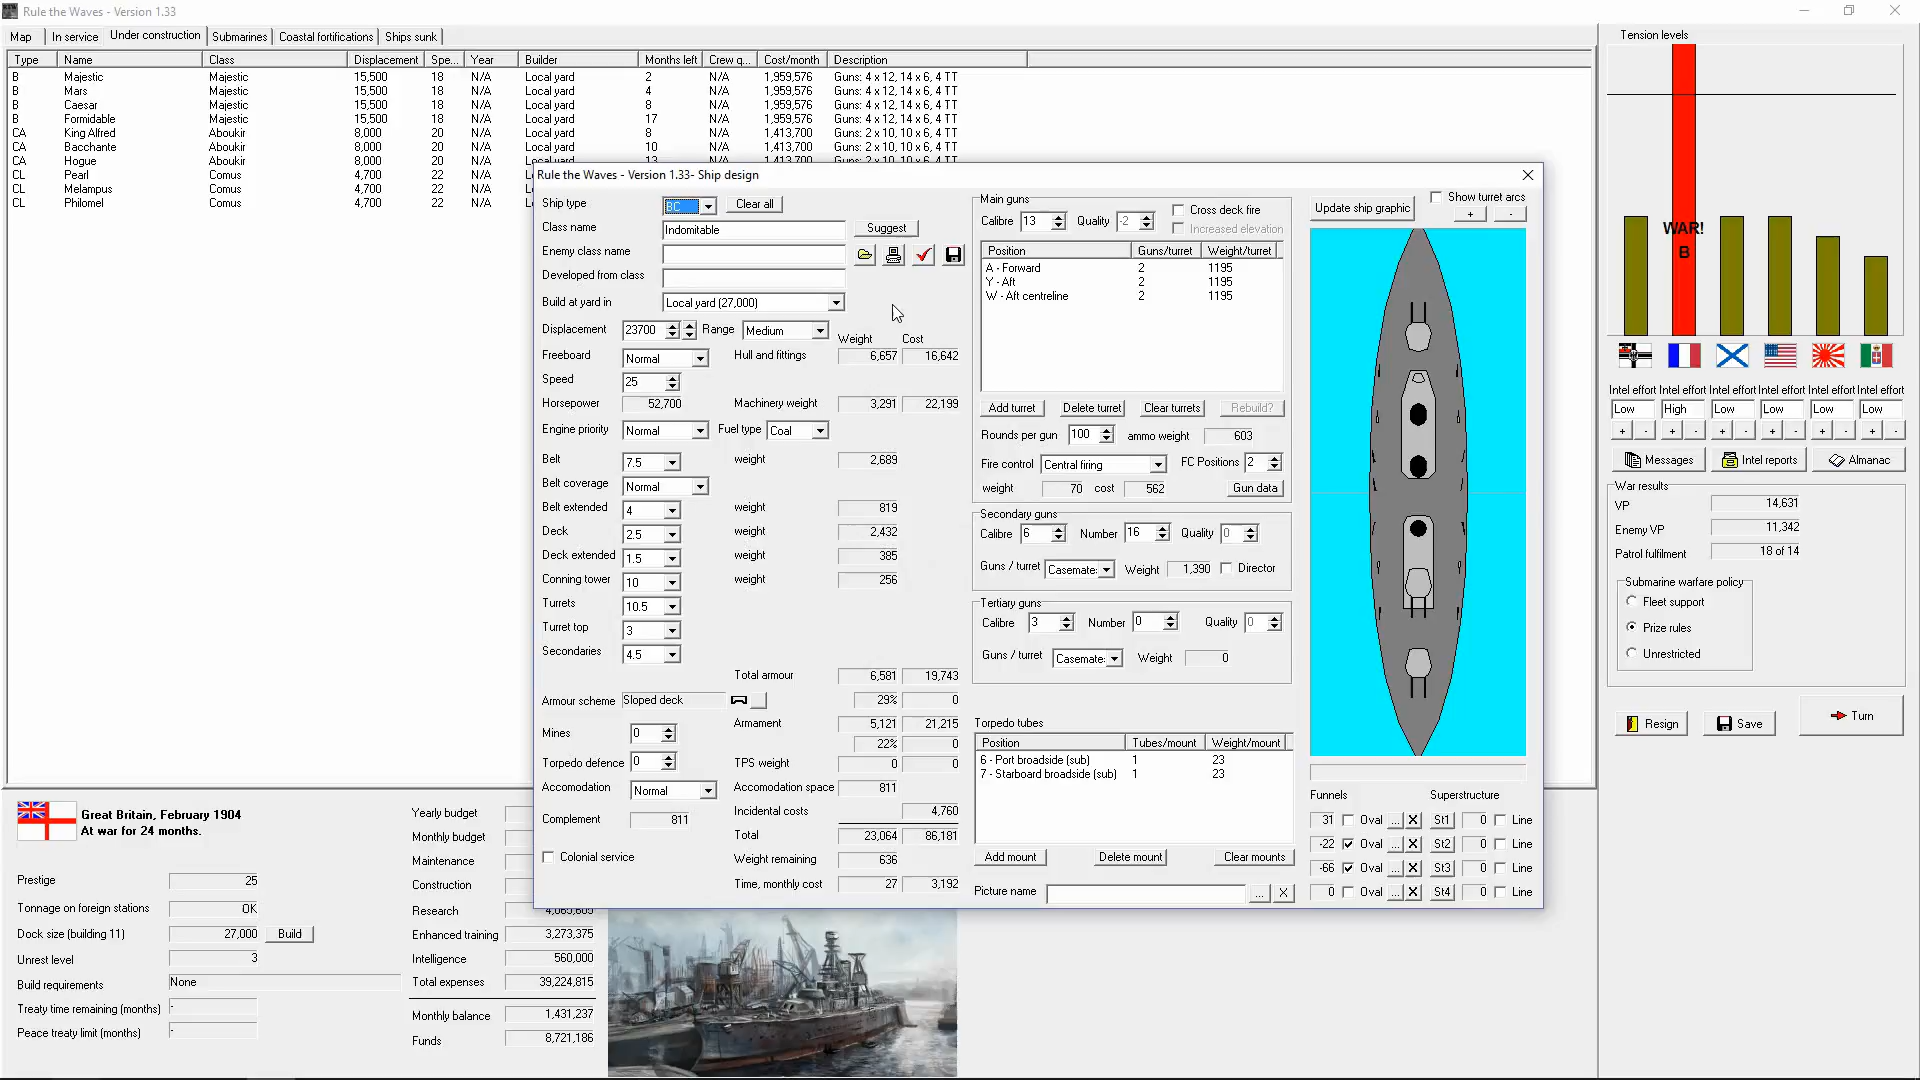 Rule the Waves - Version 1.33
Map In service Under construction Submarines Coastal fortifications Ships sunk
Type Name Class Displacement Spe... Year Builder Months left Crew q... Cost/month Description
B Majestic Majestic 15,500 18 N/A Local yard 2 N/A 1,959,576 Guns: 4 x 12, 14 x 6, 4 TT
B Mars Majestic 15,500 18 N/A Local yard 4 N/A 1,959,576 Guns: 4 x 12, 14 x 6, 4 TT
B Caesar Majestic 15,500 18 N/A Local yard 8 N/A 1,959,576 Guns: 4 x 12, 14 x 6, 4 TT
B Formidable Majestic 15,500 18 N/A Local yard 17 N/A 1,959,576 Guns: 4 x 12, 14 x 6, 4 TT
CA King Alfred Aboukir 8,000 20 N/A Local yard 8 N/A 1,413,700 Guns: 2 x 10, 10 x 6, 4 TT
CA Bacchante Aboukir 8,000 20 N/A Local yard 10 N/A 1,413,700 Guns: 2 x 10, 10 x 6, 4 TT
CA Hogue Aboukir 8,000 20 N/A Local yard 13 N/A 1,413,700 Guns: 2 x 10, 10 x 6, 4 TT
CL Pearl Comus 4,700 22 N/A
CL Melampus Comus 4,700 22 N/A
CL Philomel Comus 4,700 22 N/A
Rule the Waves - Version 1.33- Ship design
Ship type BC Clear all
Class name Indomitable Suggest
Enemy class name
Developed from class
Build at yard in Local yard (27,000)
Displacement 23700 Range Medium
Weight Cost
Freeboard Normal Hull and fittings 6,657 16,642
Speed 25
Horsepower 52,700 Machinery weight 3,291 22,199
Engine priority Normal Fuel type Coal
Belt 7.5 weight 2,689
Belt coverage Normal
Belt extended 4 weight 819
Deck 2.5 weight 2,432
Deck extended 1.5 weight 385
Conning tower 10 weight 256
Turrets 10.5
Turret top 3
Secondaries 4.5
Total armour 6,581 19,743
Armour scheme Sloped deck 29% 0
Armament 5,121 21,215
Mines 0 22% 0
Torpedo defence 0 TPS weight 0 0
Accomodation Normal Accomodation space 811
Incidental costs 4,760
Complement 811
Total 23,064 86,181
Colonial service Weight remaining 636
Time, monthly cost 27 3,192
Main guns
Calibre 13 Quality -2 Cross deck fire
Increased elevation
Position Guns/turret Weight/turret
A - Forward 2 1195
Y - Aft 2 1195
W - Aft centreline 2 1195
Add turret Delete turret Clear turrets Rebuild?
Rounds per gun 100 ammo weight 603
Fire control Central firing FC Positions 2
weight 70 cost 562 Gun data
Secondary guns
Calibre 6 Number 16 Quality 0
Guns / turret Casemate: Weight 1,390 Director
Tertiary guns
Calibre 3 Number 0 Quality 0
Guns / turret Casemate: Weight 0
Torpedo tubes
Position Tubes/mount Weight/mount
6 - Port broadside (sub) 1 23
7 - Starboard broadside (sub) 1 23
Add mount Delete mount Clear mounts
Picture name ... X
Update ship graphic Show turret arcs
+ -
Funnels Superstructure
31 Oval ... X St1 0 Line
-22 Oval ... X St2 0 Line
-66 Oval ... X St3 0 Line
0 Oval ... X St4 0 Line
Tension levels
WAR!
B
Intel effort Intel effort Intel effort Intel effort Intel effort Intel effort
Low High Low Low Low Low
+ - + - + - + - + - + -
Messages Intel reports Almanac
War results
VP 14,631
Enemy VP 11,342
Patrol fulfilment 18 of 14
Submarine warfare policy
Fleet support
Prize rules
Unrestricted
Resign Save Turn
Great Britain, February 1904
At war for 24 months.
Prestige 25
Tonnage on foreign stations OK
Dock size (building 11) 27,000 Build
Unrest level 3
Build requirements None
Treaty time remaining (months) -
Peace treaty limit (months) -
Yearly budget
Monthly budget
Maintenance
Construction
Research 4,065,605
Enhanced training 3,273,375
Intelligence 560,000
Total expenses 39,224,815
Monthly balance 1,431,237
Funds 8,721,186